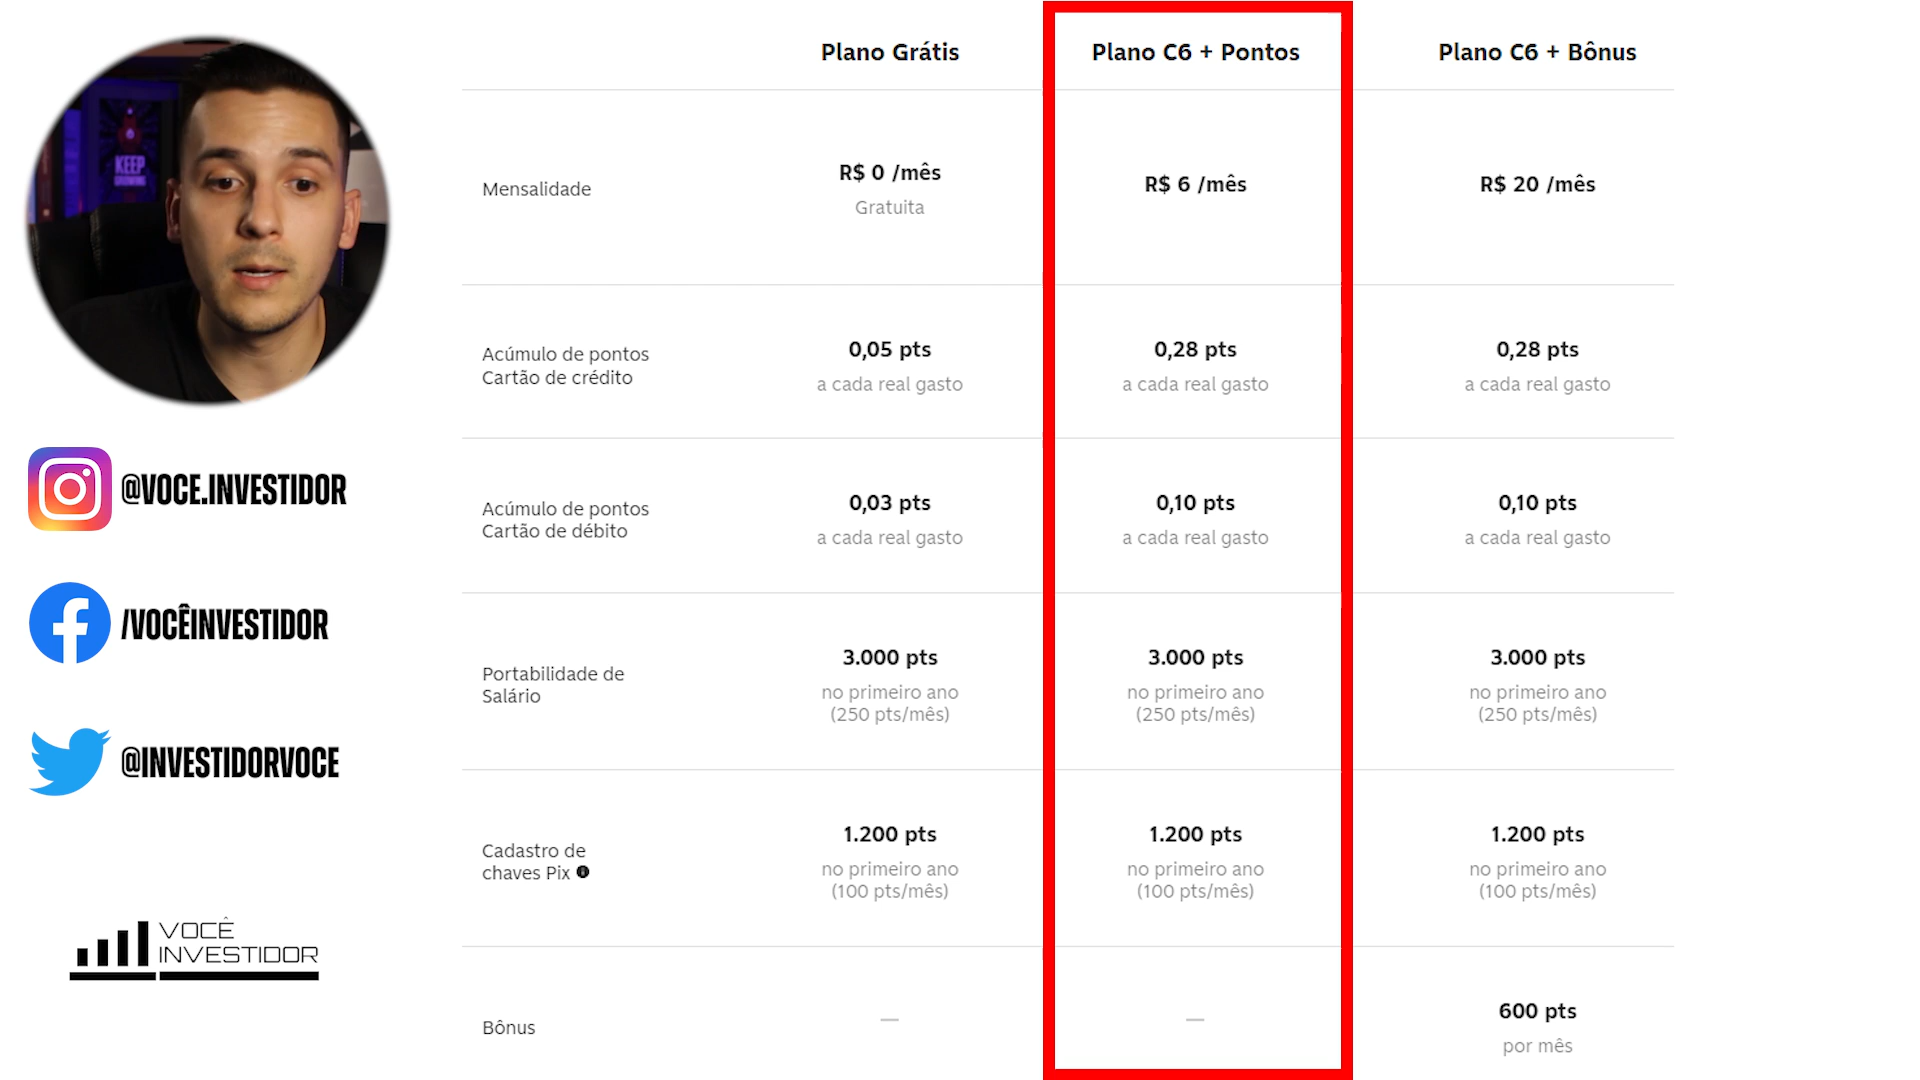 Plano Grátis
Plano C6 + Pontos
Plano C6 + Bônus
Mensalidade
R$ 0 /mês
Gratuita
R$ 6 /mês
R$ 20 /mês
Acúmulo de pontos
Cartão de crédito
0,05 pts
a cada real gasto
0,28 pts
a cada real gasto
0,28 pts
a cada real gasto
Acúmulo de pontos
Cartão de débito
0,03 pts
a cada real gasto
0,10 pts
a cada real gasto
0,10 pts
a cada real gasto
Portabilidade de
Salário
3.000 pts
no primeiro ano
(250 pts/mês)
3.000 pts
no primeiro ano
(250 pts/mês)
3.000 pts
no primeiro ano
(250 pts/mês)
Cadastro de
chaves Pix
1.200 pts
no primeiro ano
(100 pts/mês)
1.200 pts
no primeiro ano
(100 pts/mês)
1.200 pts
no primeiro ano
(100 pts/mês)
Bônus
—
—
600 pts
por mês
KEEP
GROWING
@VOCE.INVESTIDOR
/VOCÊINVESTIDOR
@INVESTIDORVOCE
VOCÊ
INVESTIDOR